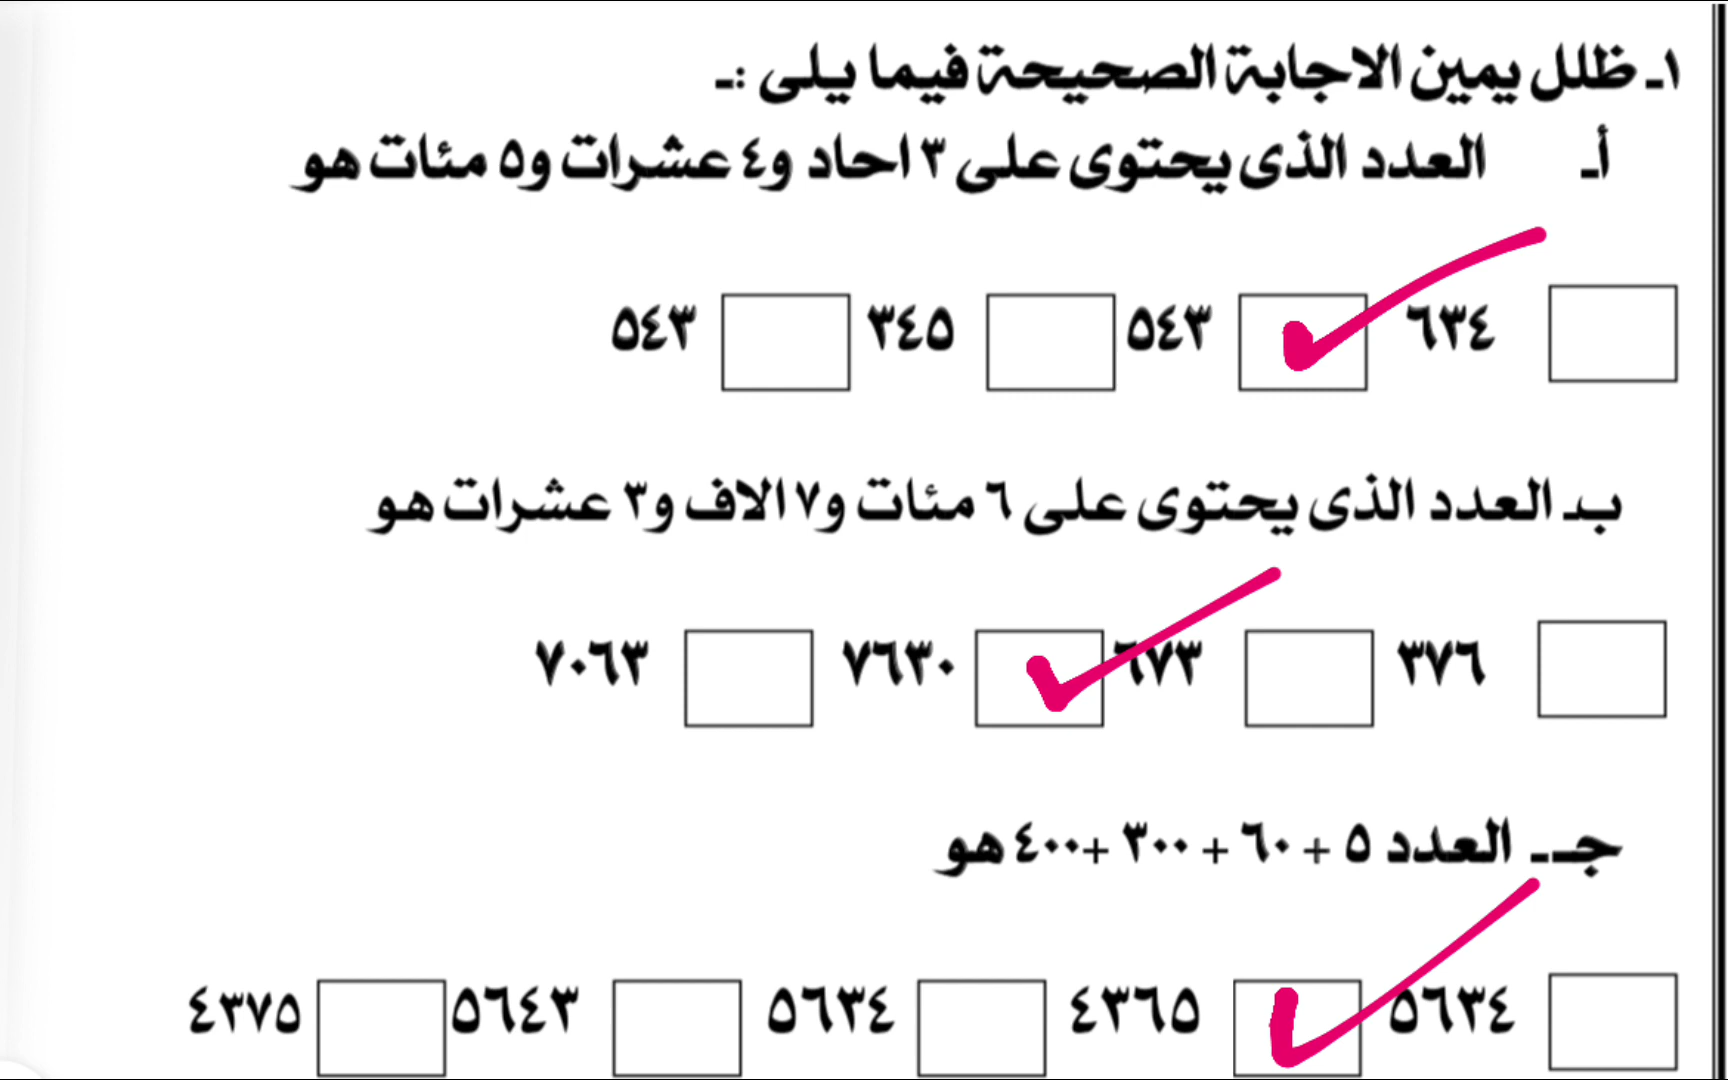 ١ـ ظلل يمين الاجابة الصحيحة فيما يلى :ـ
أـ العدد الذى يحتوى على ٣ احاد و٤ عشرات و٥ مئات هو
٦٣٤ ٥٤٣ ٣٤٥ ٥٤٣
بـ العدد الذى يحتوى على ٦ مئات و٧ الاف و٣ عشرات هو
٣٧٦ ٦٧٣ ٧٦٣٠ ٧٠٦٣
جـ ـ العدد ٥ + ٦٠ + ٣٠٠ +٤٠٠ هو
٥٦٣٤ ٤٣٦٥ ٥٦٣٤ ٥٦٤٣ ٤٣٧٥